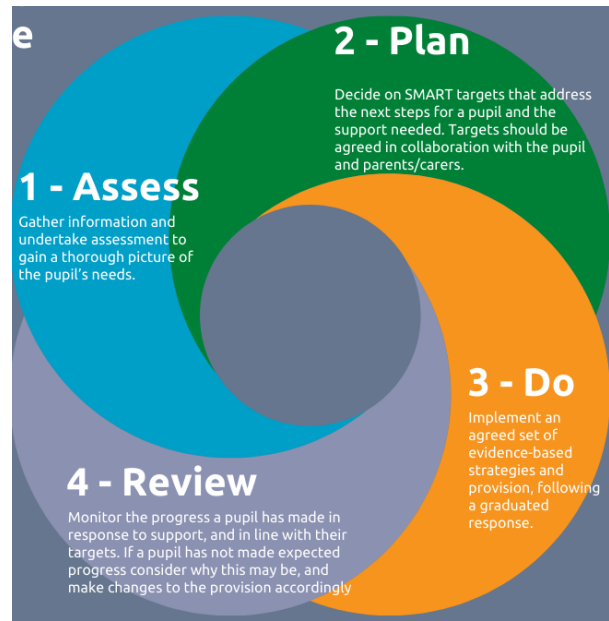 e
1 - Assess
Gather information and
undertake assessment to
gain a thorough picture of
the pupil's needs.
2 - Plan
Decide on SMART targets that address
the next steps for a pupil and the
support needed. Targets should be
agreed in collaboration with the pupil
and parents/carers.
3 - Do
Implement an
agreed set of
evidence-based
strategies and
provision, following
a graduated
response.
4 - Review
Monitor the progress a pupil has made in
response to support, and in line with their
targets. If a pupil has not made expected
progress consider why this may be, and
make changes to the provision accordingly